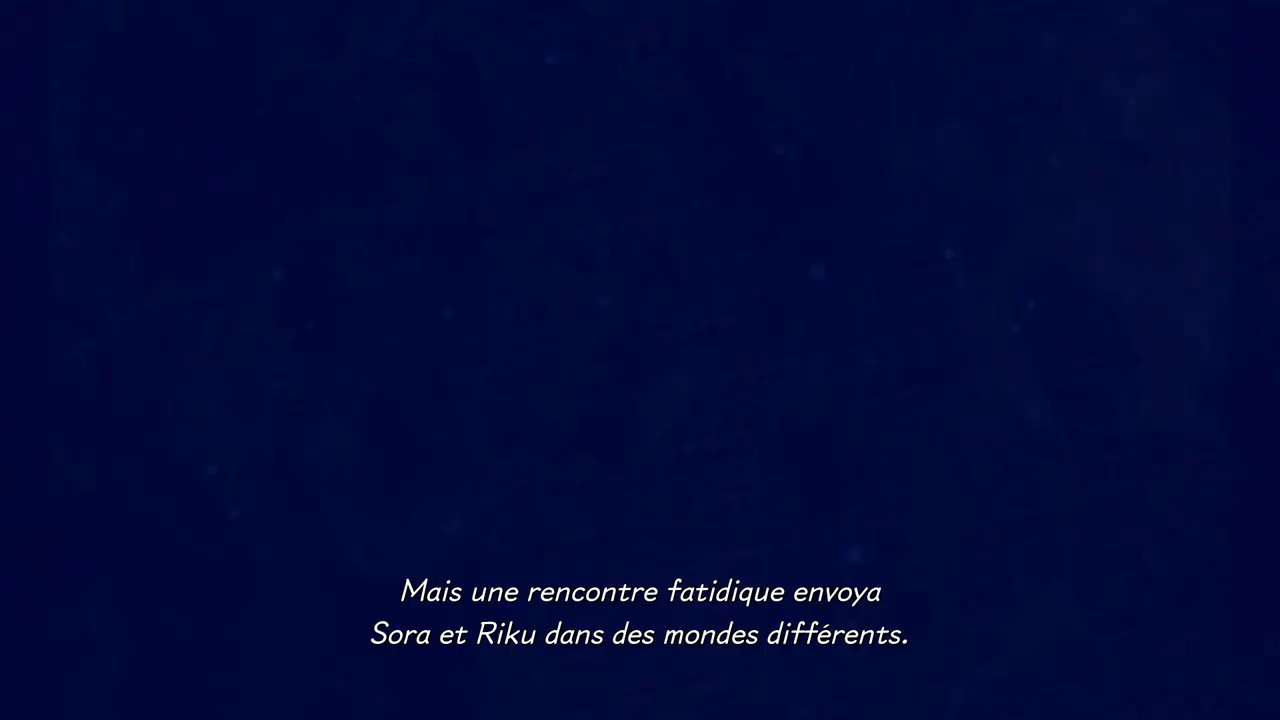 Mais une rencontre fatidique envoya
Sora et Riku dans des mondes différents.